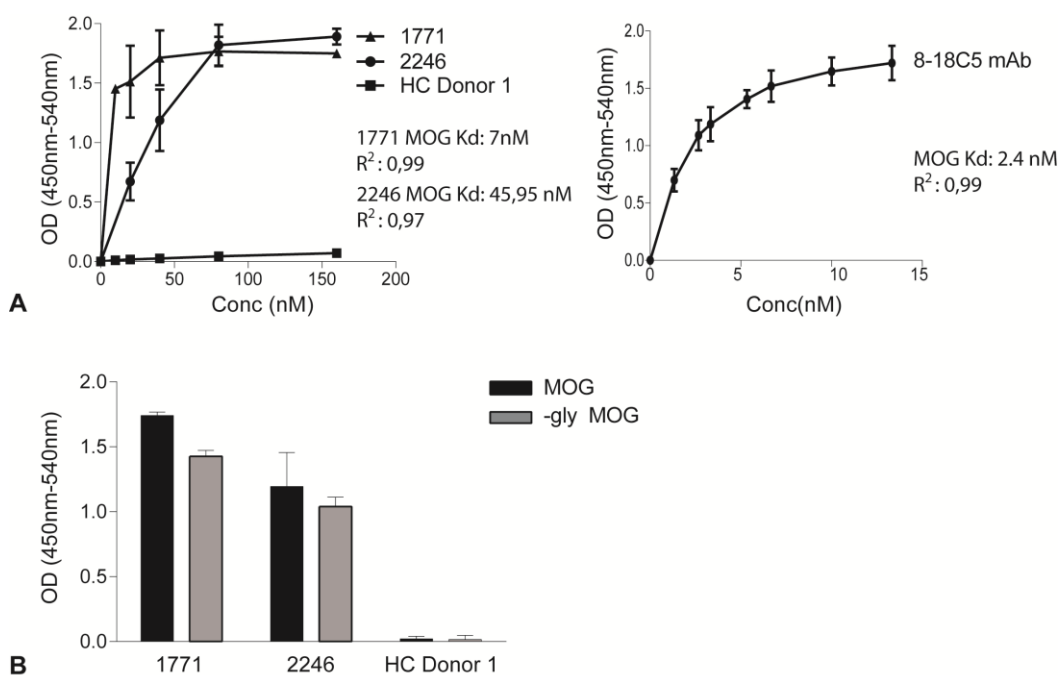 A
OD (450nm-540nm)
2.0
1.5
1.0
0.5
0.0
0
50
100
150
200
Conc (nM)
1771
2246
HC Donor 1
1771 MOG Kd: 7nM
R²: 0,99
2246 MOG Kd: 45,95 nM
R²: 0,97
OD (450nm-540nm)
2.0
1.5
1.0
0.5
0.0
0
5
10
15
Conc(nM)
8-18C5 mAb
MOG Kd: 2.4 nM
R²: 0,99
B
OD (450nm-540nm)
2.0
1.5
1.0
0.5
0.0
1771
2246
HC Donor 1
MOG
-gly MOG